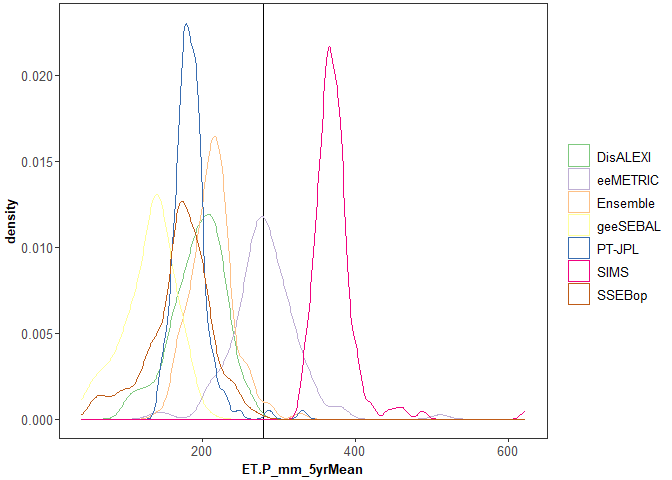 0.020
0.015
0.010
0.005
0.000
density
200
400
600
ET.P_mm_5yrMean
DisALEXI
eeMETRIC
Ensemble
geeSEBAL
PT-JPL
SIMS
SSEBop